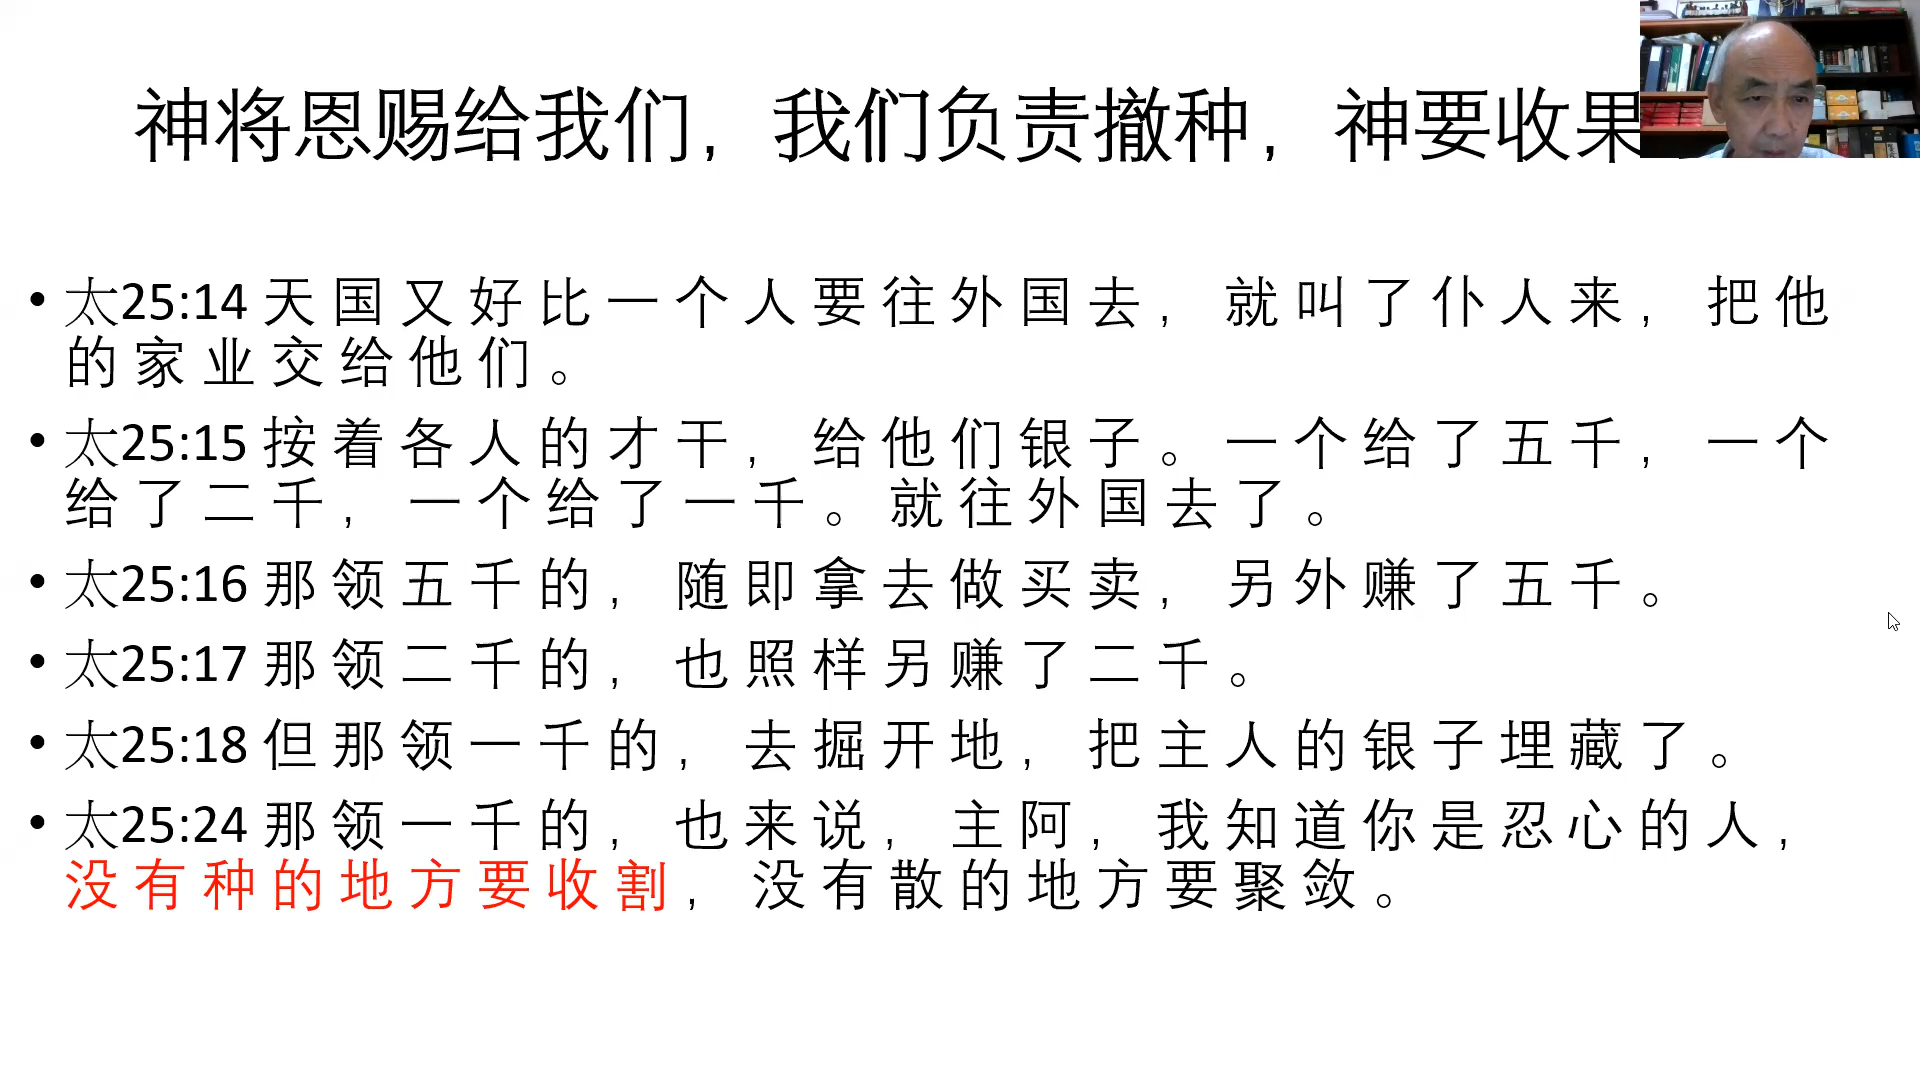 神将恩赐给我们，我们负责撤种，神要收果
• 太25:14 天国又好比一个人要往外国去，就叫了仆人来，把他
的家业交给他们。
• 太25:15 按着各人的才干，给他们银子。一个给了五千，一个
给了二千，一个给了一千。就往外国去了。
• 太25:16 那领五千的，随即拿去做买卖，另外赚了五千。
• 太25:17 那领二千的，也照样另赚了二千。
• 太25:18 但那领一千的，去掘开地，把主人的银子埋藏了。
• 太25:24 那领一千的，也来说，主阿，我知道你是忍心的人，
没有种的地方要收割，没有散的地方要聚敛。